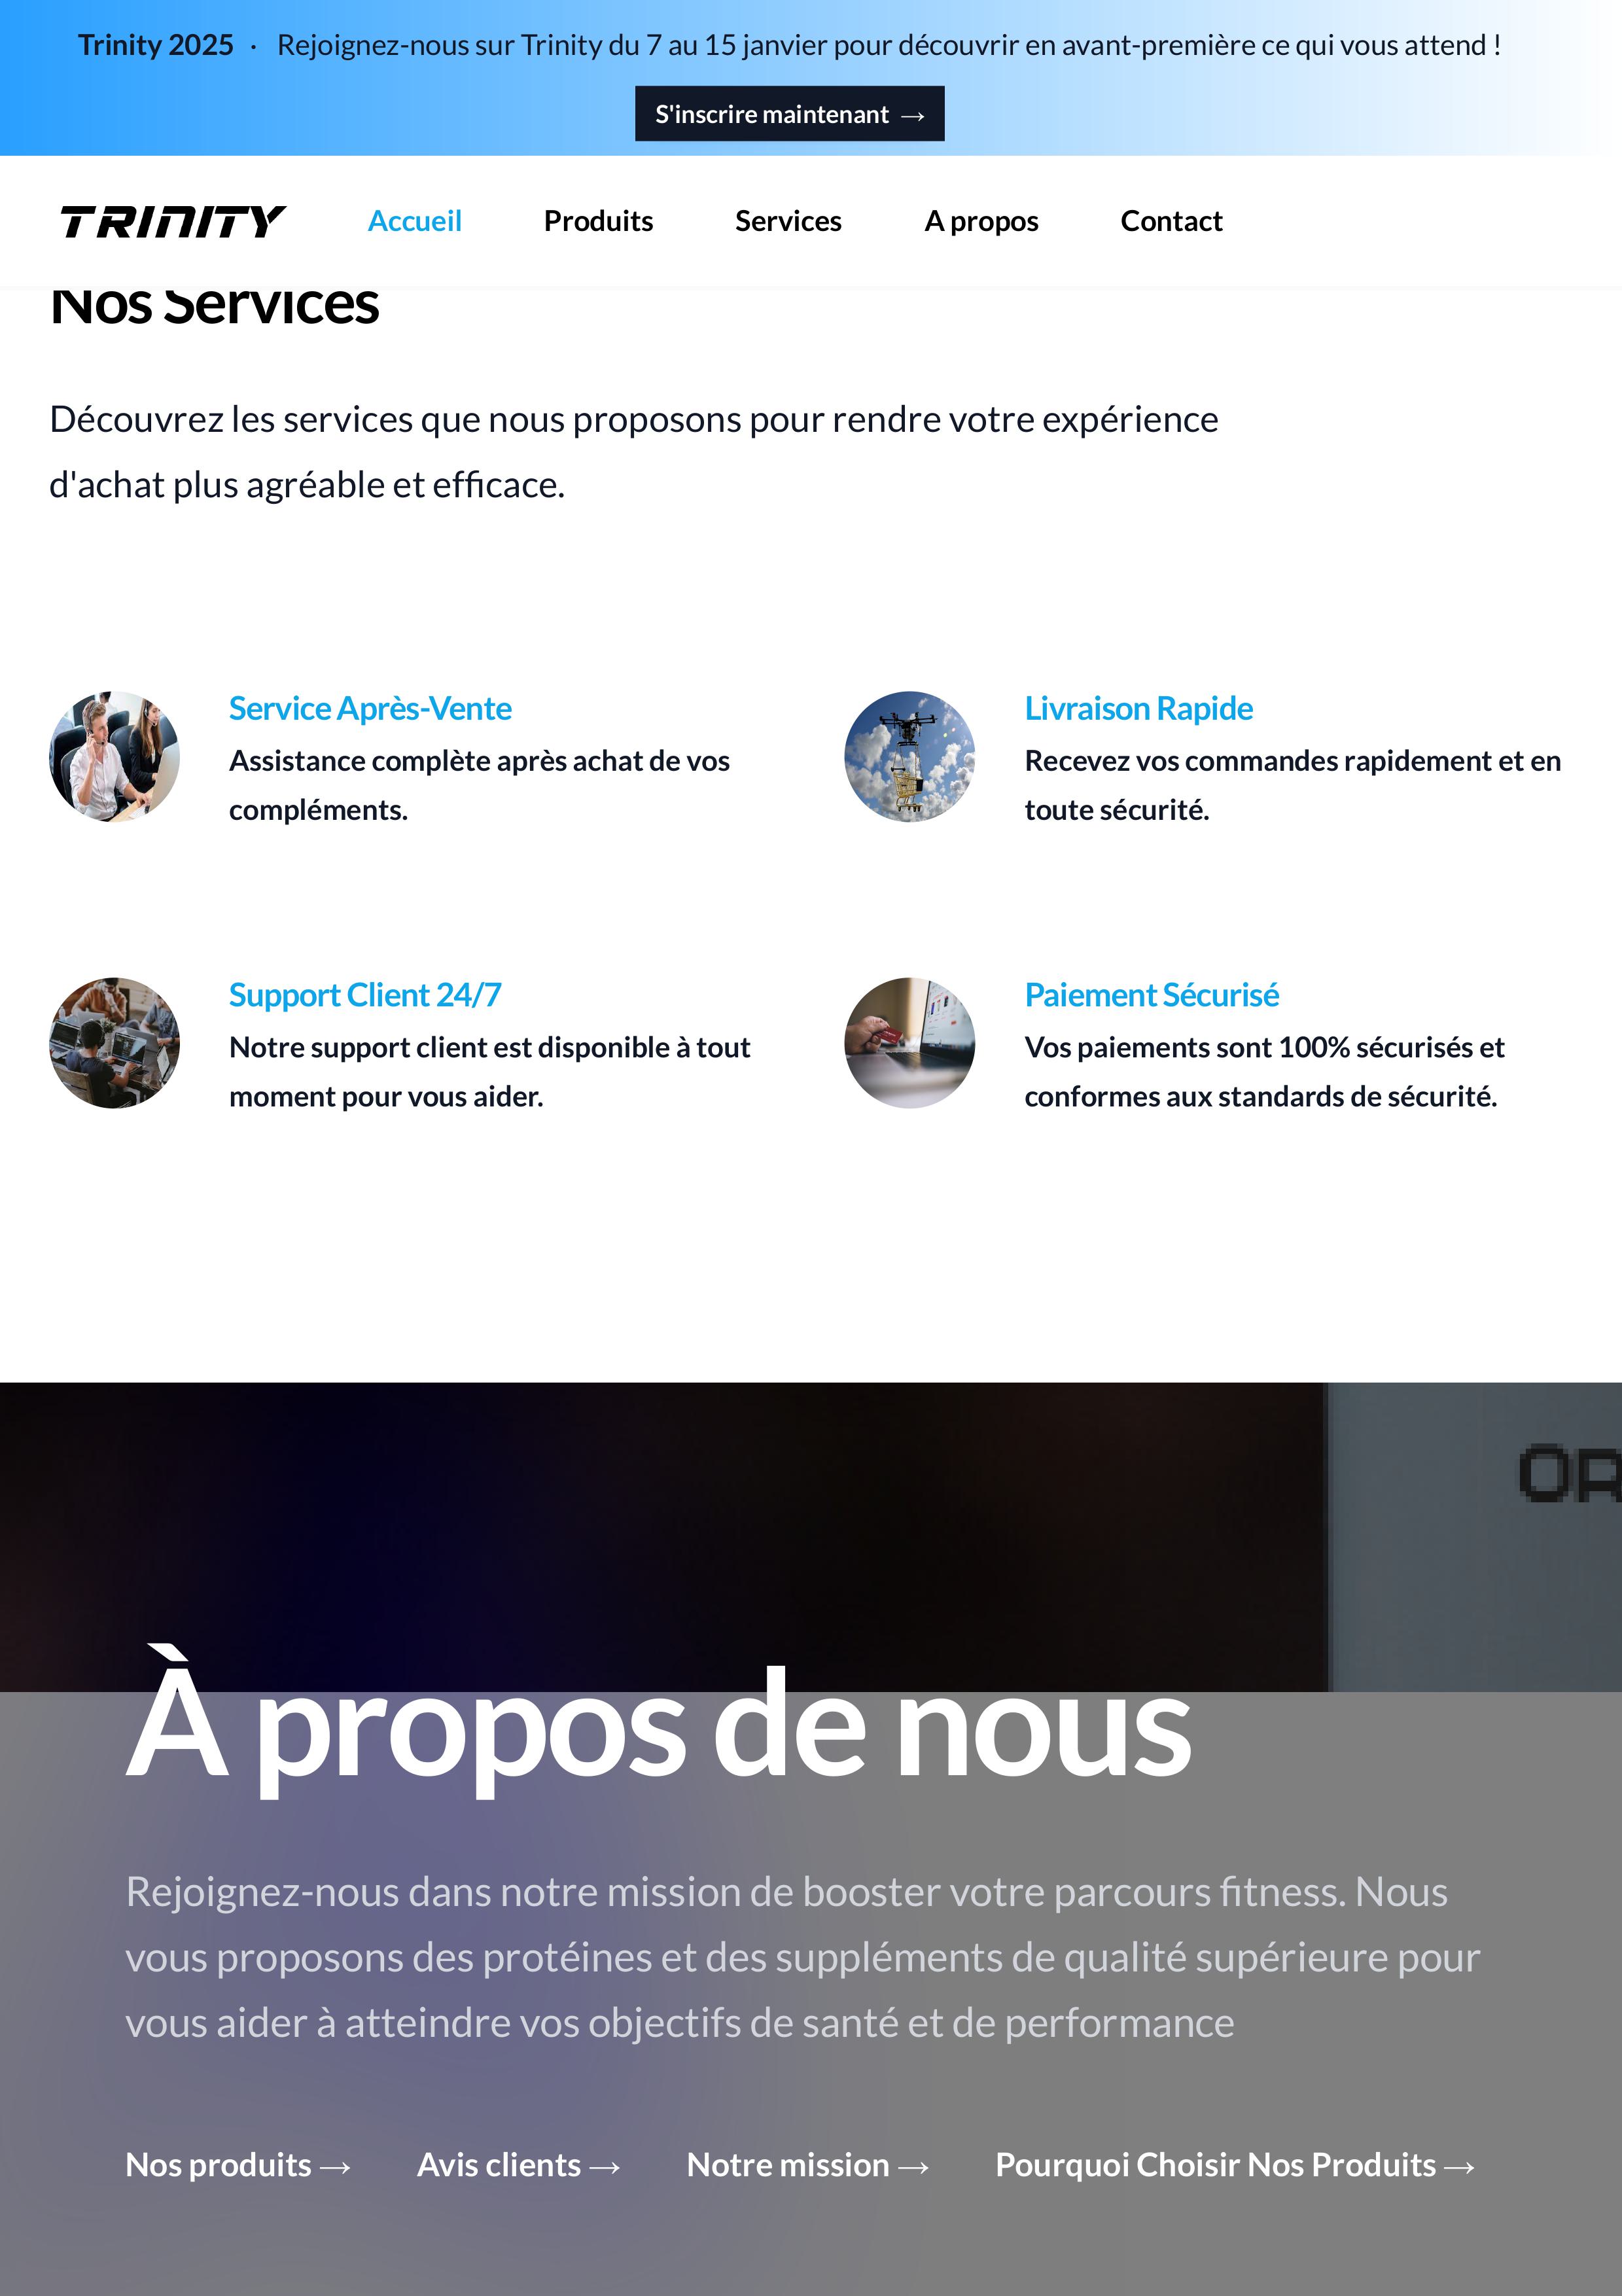 Trinity 2025 · Rejoignez-nous sur Trinity du 7 au 15 janvier pour découvrir en avant-première ce qui vous attend !
S'inscrire maintenant →
TRINITY Accueil Produits Services A propos Contact
Nos Services
Découvrez les services que nous proposons pour rendre votre expérience
d'achat plus agréable et efficace.
Service Après-Vente
Assistance complète après achat de vos
compléments.
Livraison Rapide
Recevez vos commandes rapidement et en
toute sécurité.
Support Client 24/7
Notre support client est disponible à tout
moment pour vous aider.
Paiement Sécurisé
Vos paiements sont 100% sécurisés et
conformes aux standards de sécurité.
À propos de nous
Rejoignez-nous dans notre mission de booster votre parcours fitness. Nous
vous proposons des protéines et des suppléments de qualité supérieure pour
vous aider à atteindre vos objectifs de santé et de performance
Nos produits → Avis clients → Notre mission → Pourquoi Choisir Nos Produits →